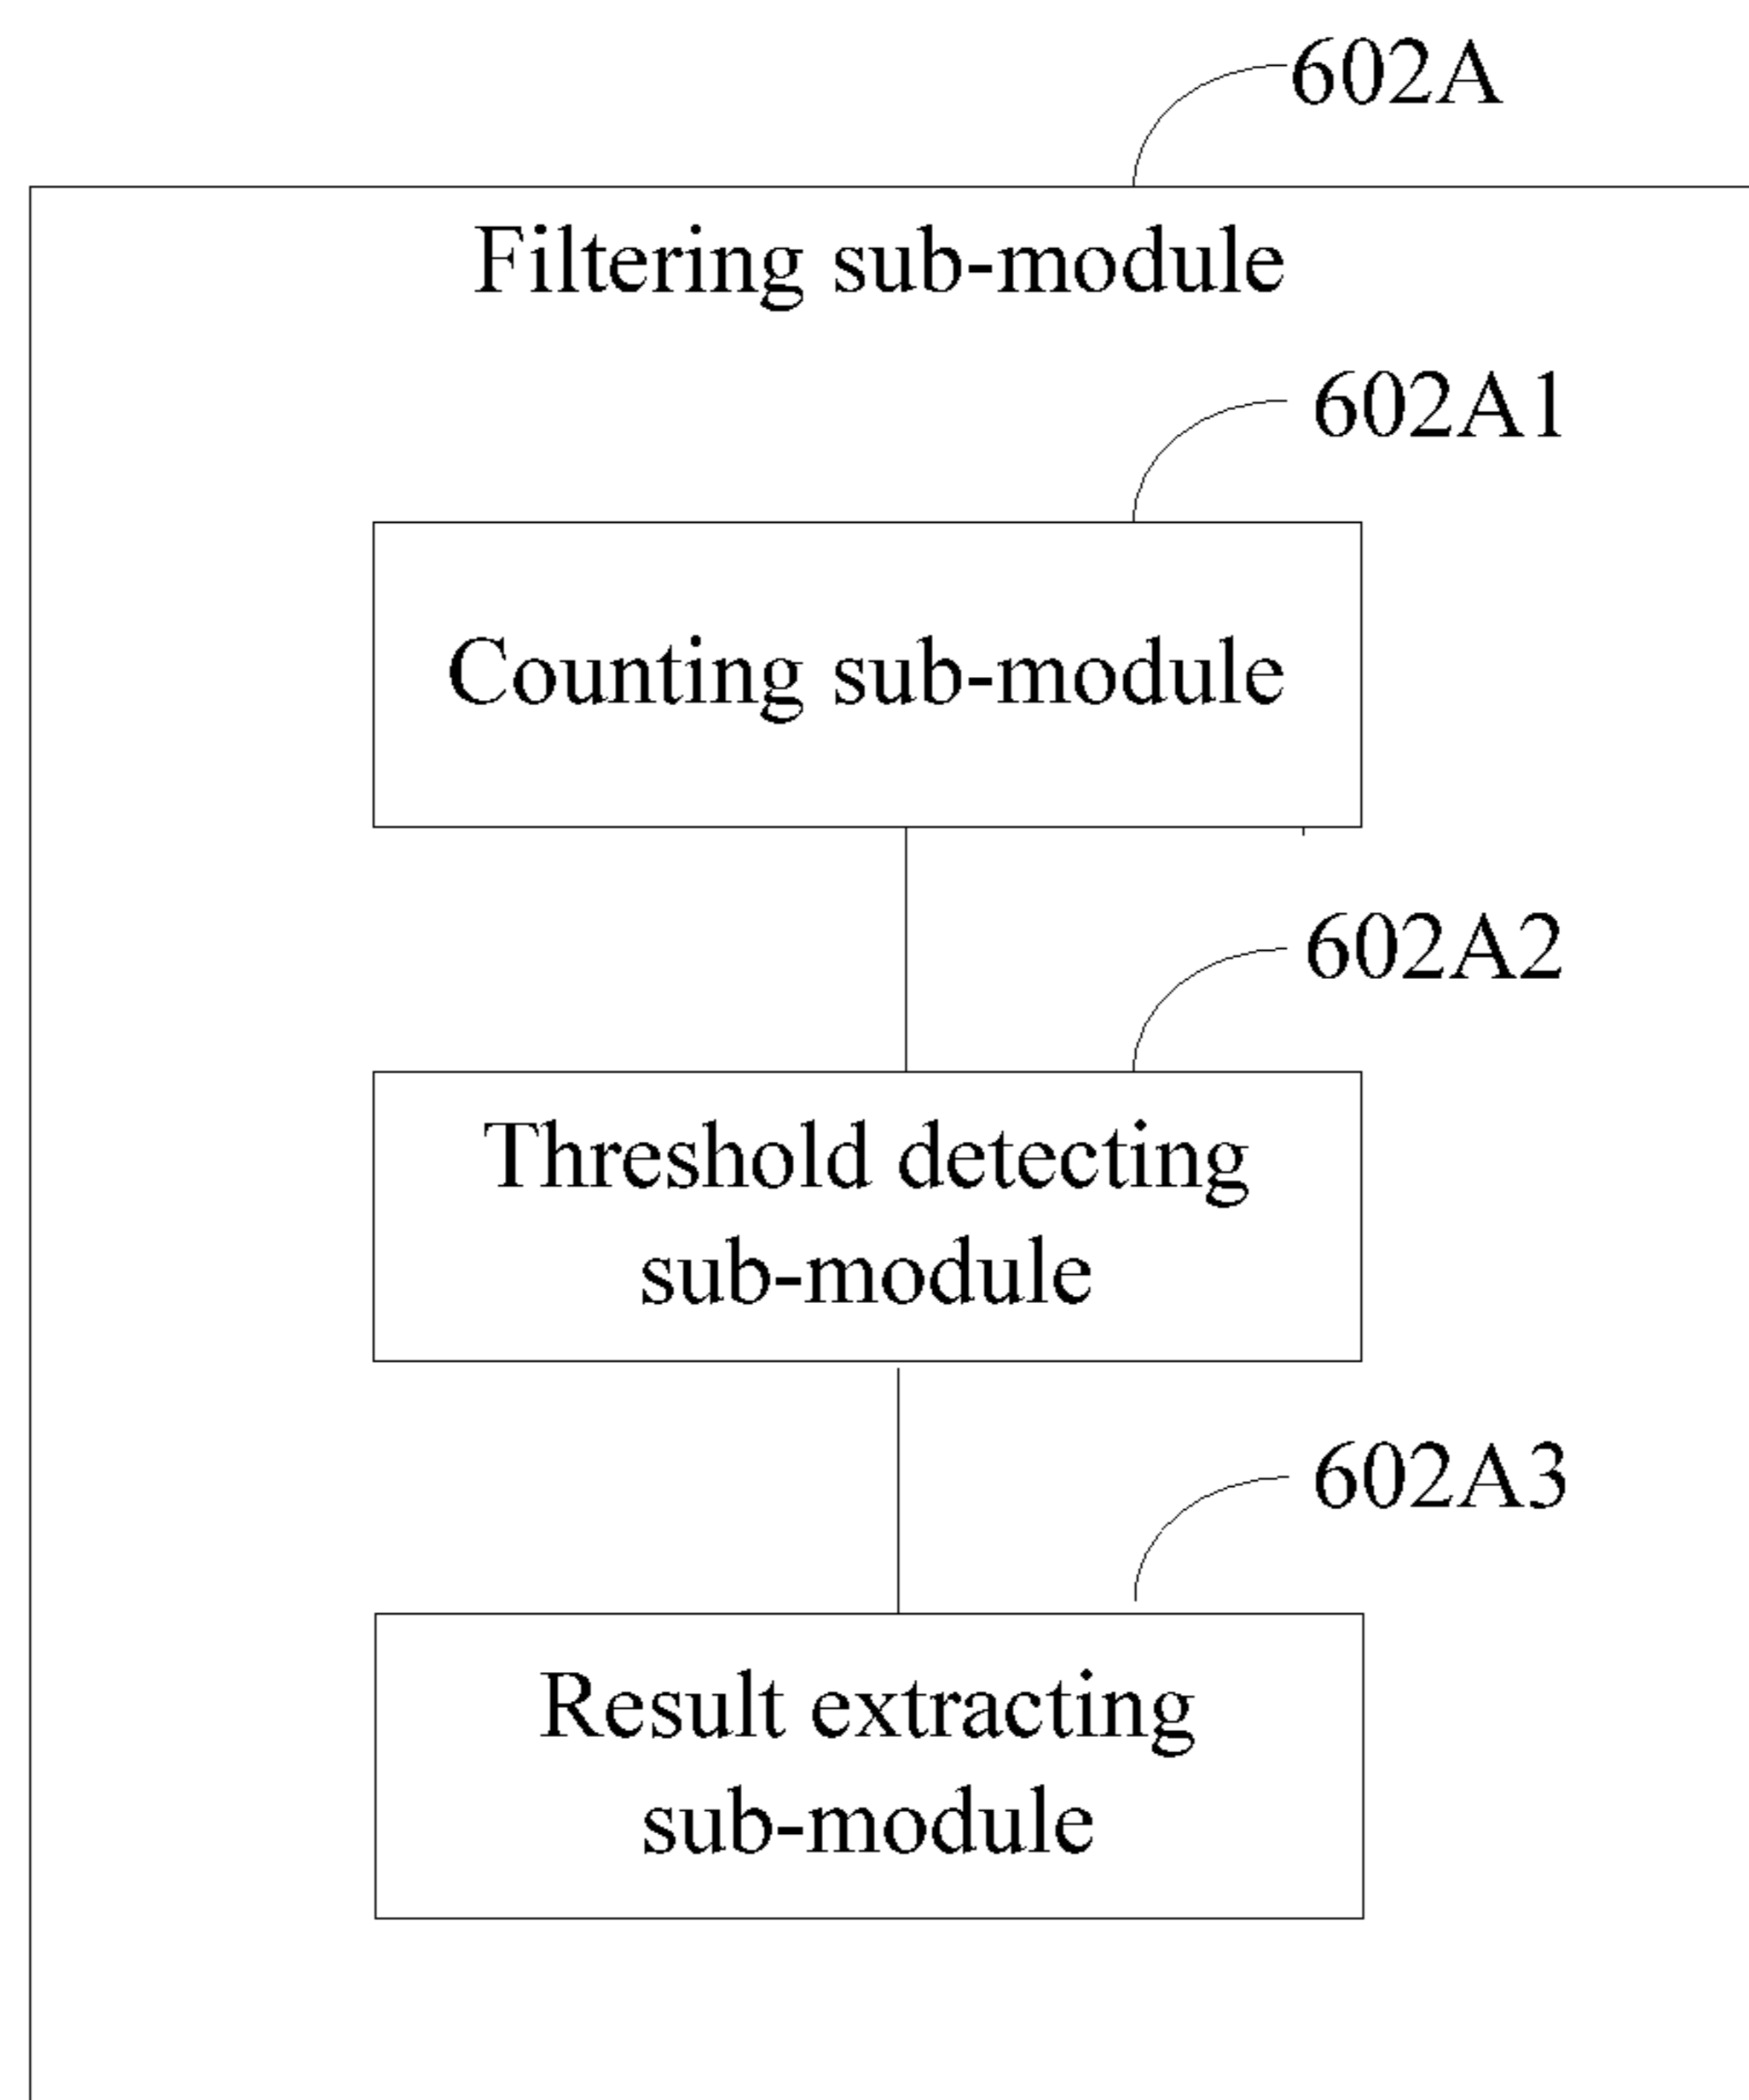 602A
Filtering sub-module
602A1
Counting sub-module
602A2
Threshold detecting
sub-module
602A3
Result extracting
sub-module